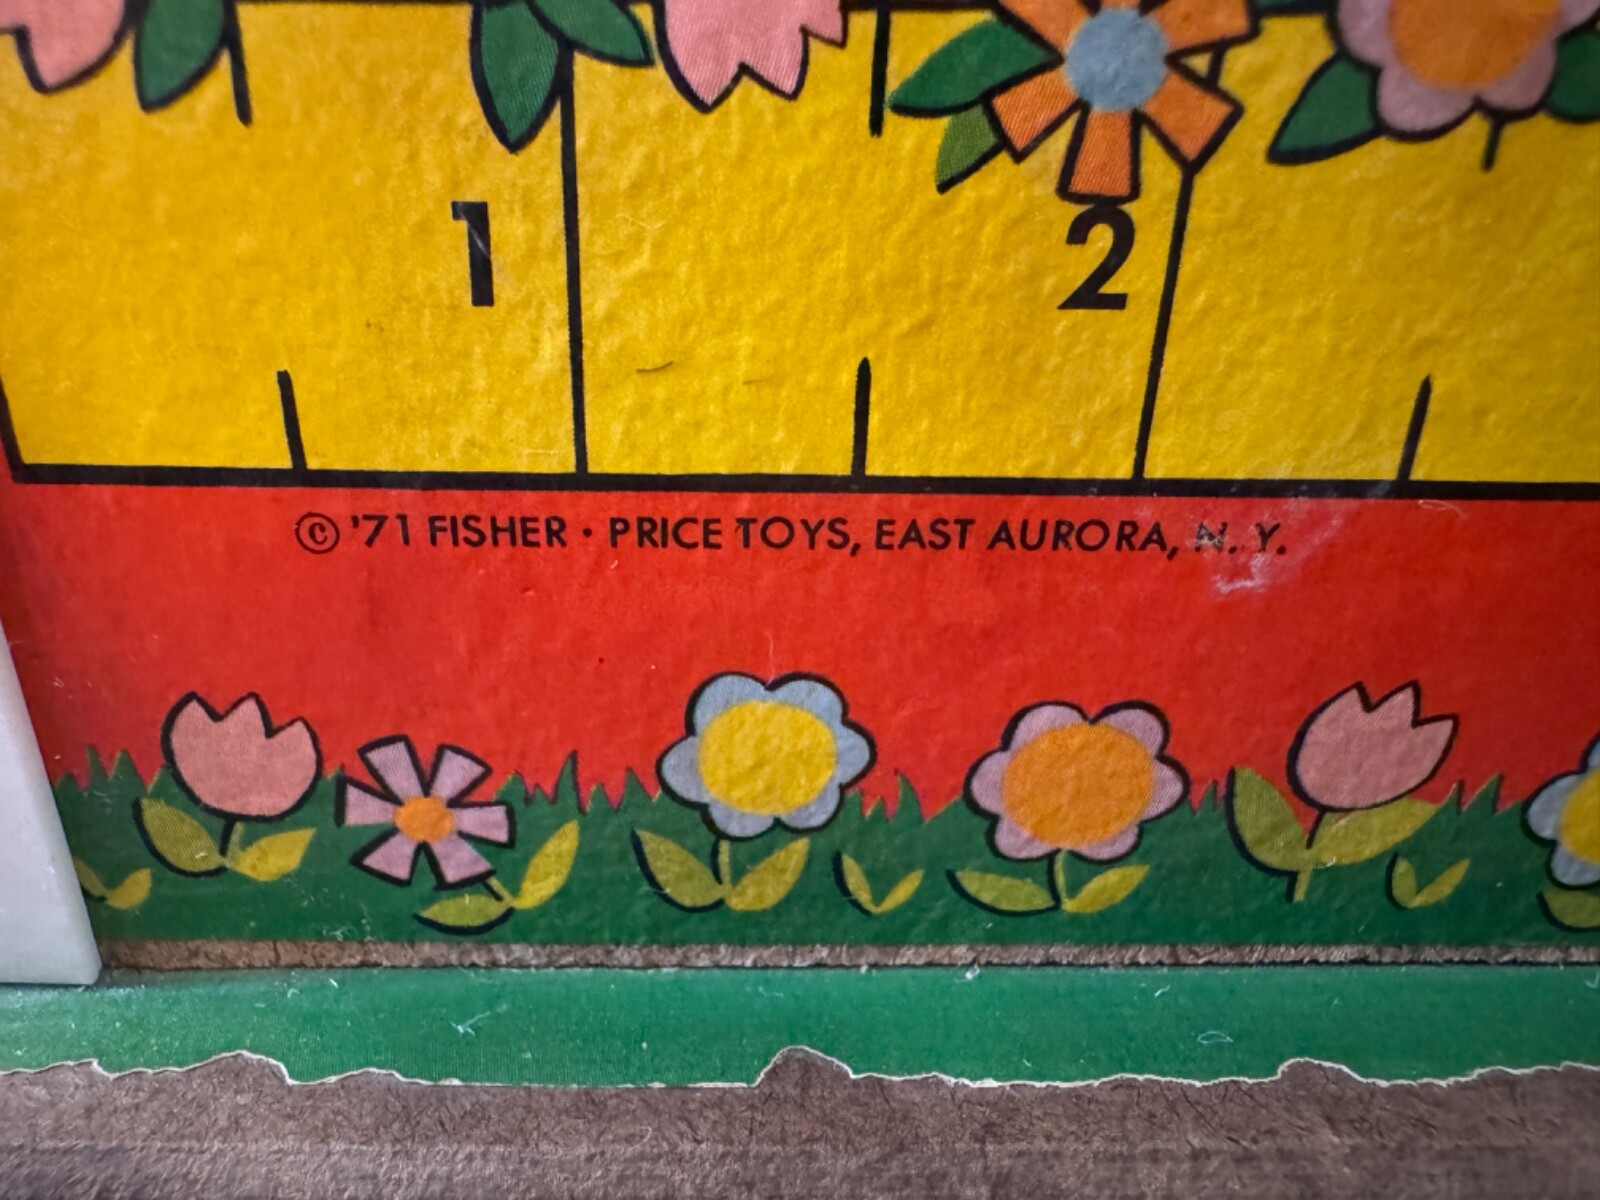 1 2
© '71 FISHER · PRICE TOYS, EAST AURORA, N. Y.